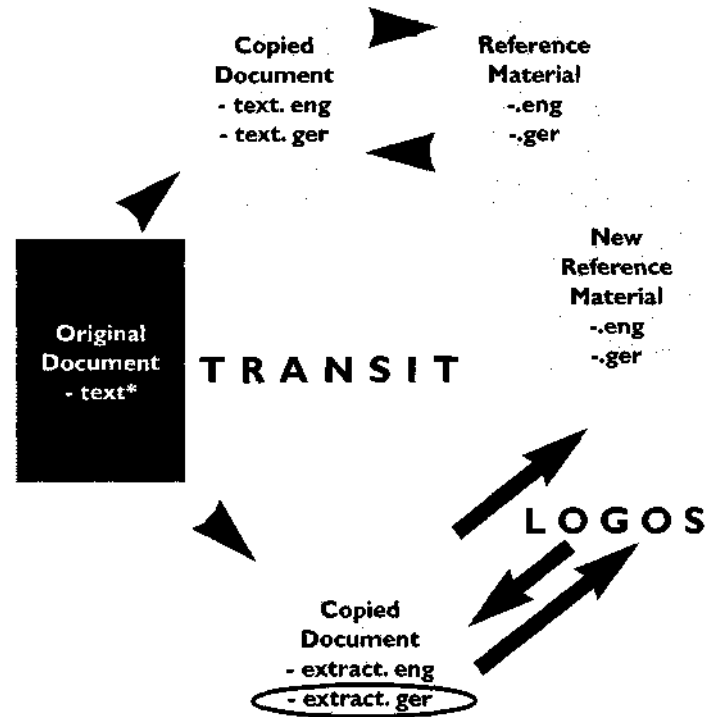 Copied
Document
- text. eng
- text. ger
Reference
Material
-.eng
-.ger
New
Reference
Material
-.eng
-.ger
Original
Document
- text*
TRANSIT
LOGOS
Copied
Document
- extract. eng
- extract. ger